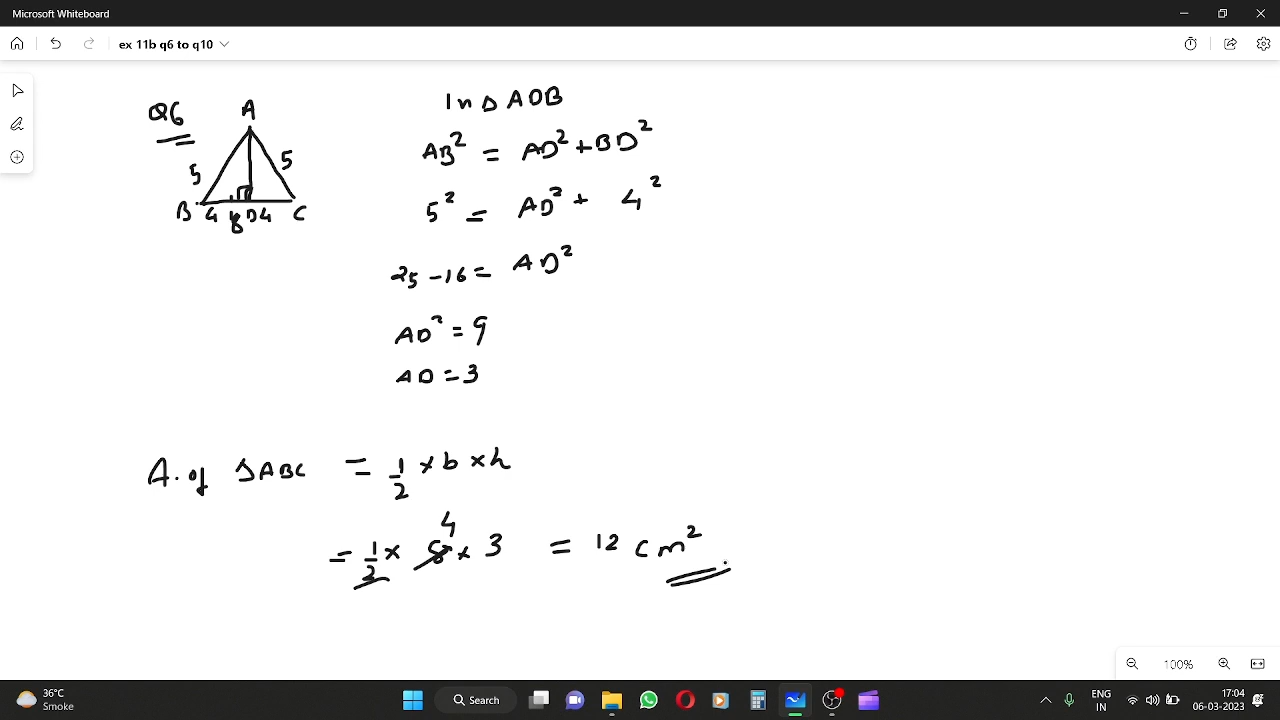 Microsoft Whiteboard
ex 11b q6 to q10
Q6
A
5 5
B 4 8 D 4 C
In Δ ADB
AB² = AD² + BD²
5² = AD² + 4²
25 - 16 = AD²
AD² = 9
AD = 3
A. of ΔABC = 1/2 × b × h
= 1/2 × 8 4 × 3 = 12 cm²
100%
36°C
Smoke
Search
ENG
IN
17:04
06-03-2023